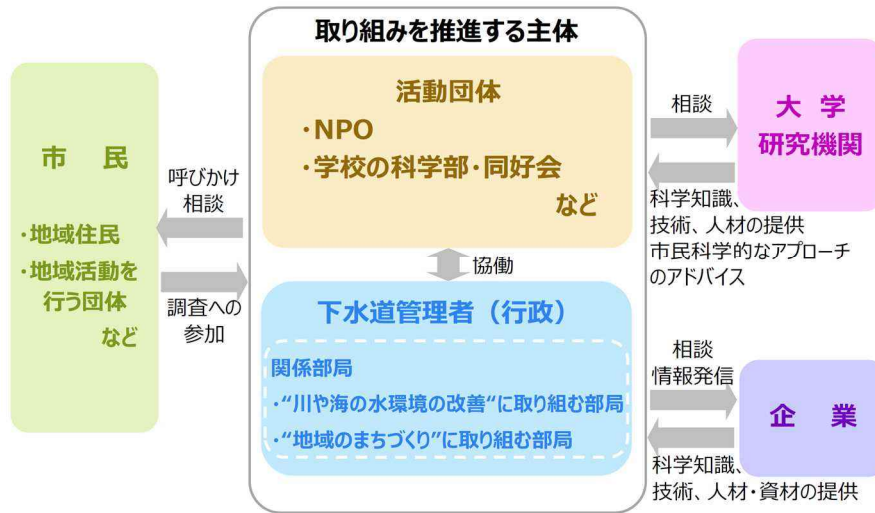 取り組みを推進する主体
市 民
・地域住民
・地域活動を
行う団体
など
呼びかけ
相談
調査への
参加
活動団体
・NPO
・学校の科学部・同好会
など
協働
下水道管理者（行政）
関係部局
・“川や海の水環境の改善“に取り組む部局
・“地域のまちづくり”に取り組む部局
相談
大 学
研究機関
科学知識、
技術、人材の提供
市民科学的なアプローチ
のアドバイス
相談
情報発信
企 業
科学知識、
技術、人材・資材の提供